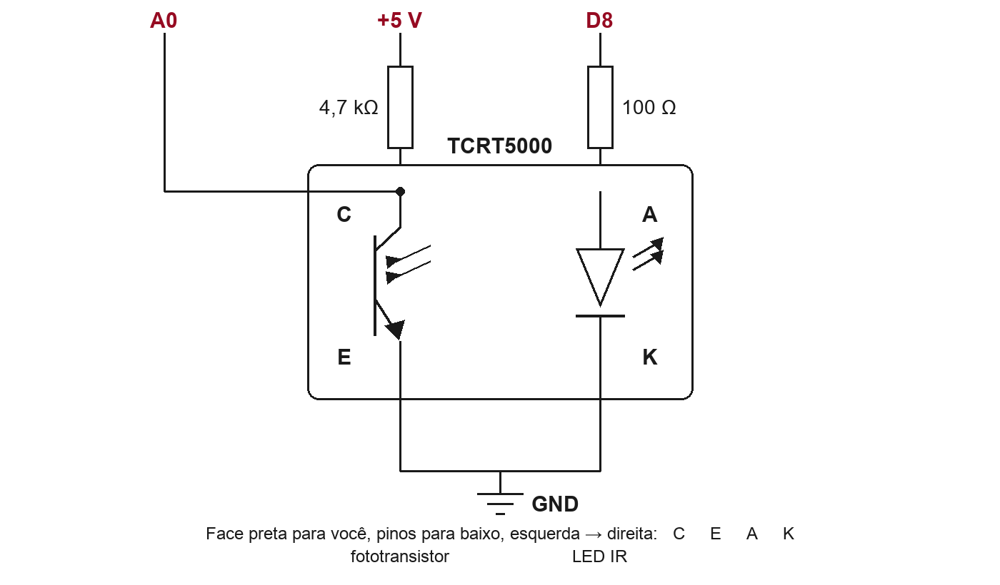 A0 +5 V D8
4,7 kΩ 100 Ω
TCRT5000
C A
E K
GND
Face preta para você, pinos para baixo, esquerda → direita: C E A K
fototransistor LED IR